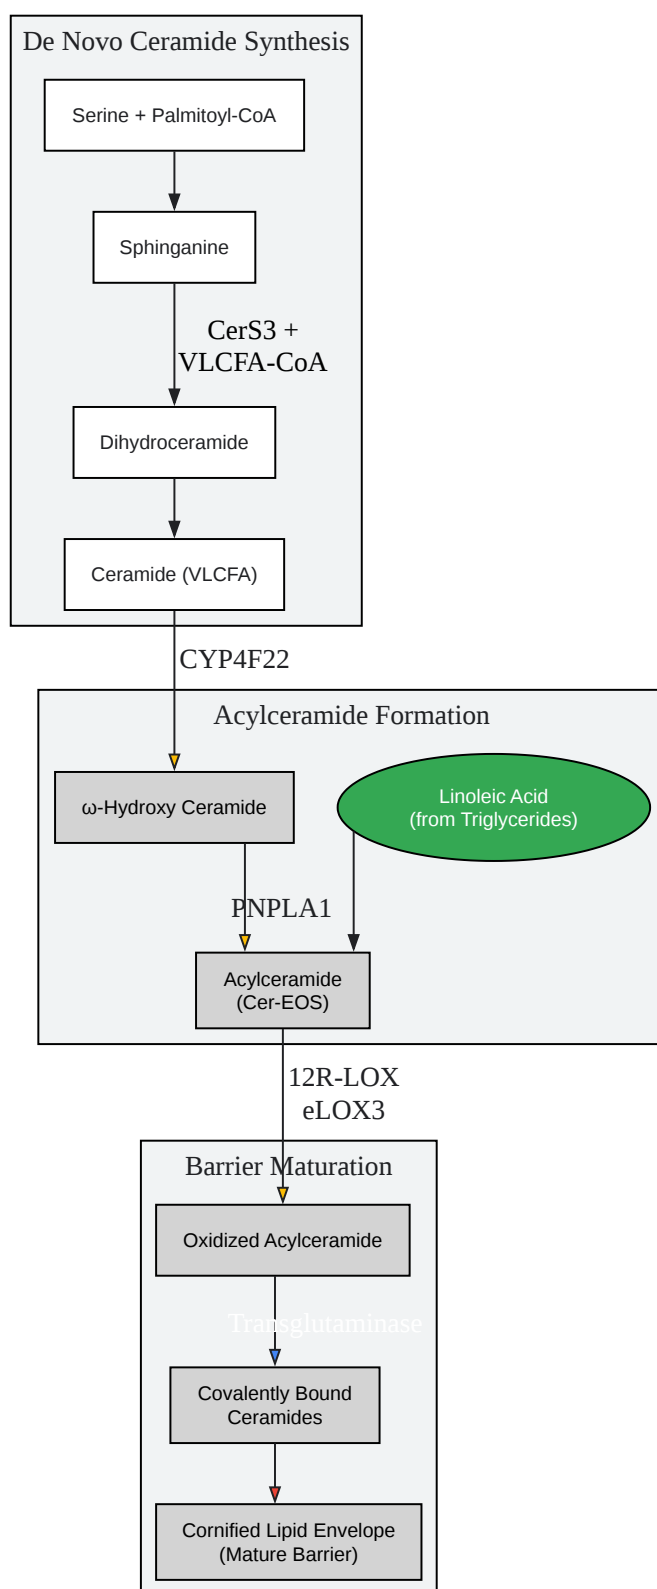 De Novo Ceramide Synthesis
Serine + Palmitoyl-CoA
Sphinganine
CerS3 +
VLCFA-CoA
Dihydroceramide
Ceramide (VLCFA)
CYP4F22
Acylceramide Formation
ω-Hydroxy Ceramide
Linoleic Acid
(from Triglycerides)
PNPLA1
Acylceramide
(Cer-EOS)
12R-LOX
eLOX3
Barrier Maturation
Oxidized Acylceramide
Transglutaminase
Covalently Bound
Ceramides
Cornified Lipid Envelope
(Mature Barrier)